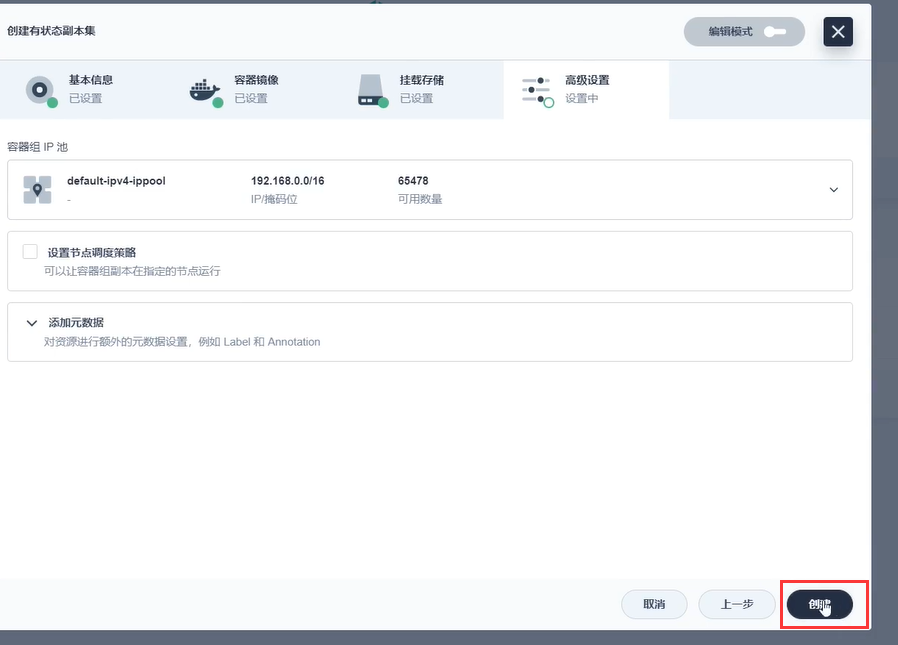 创建有状态副本集
编辑模式
基本信息
已设置
容器镜像
已设置
挂载存储
已设置
高级设置
设置中
容器组 IP 池
default-ipv4-ippool
-
192.168.0.0/16
IP/掩码位
65478
可用数量
设置节点调度策略
可以让容器组副本在指定的节点运行
添加元数据
对资源进行额外的元数据设置，例如 Label 和 Annotation
取消
上一步
创建